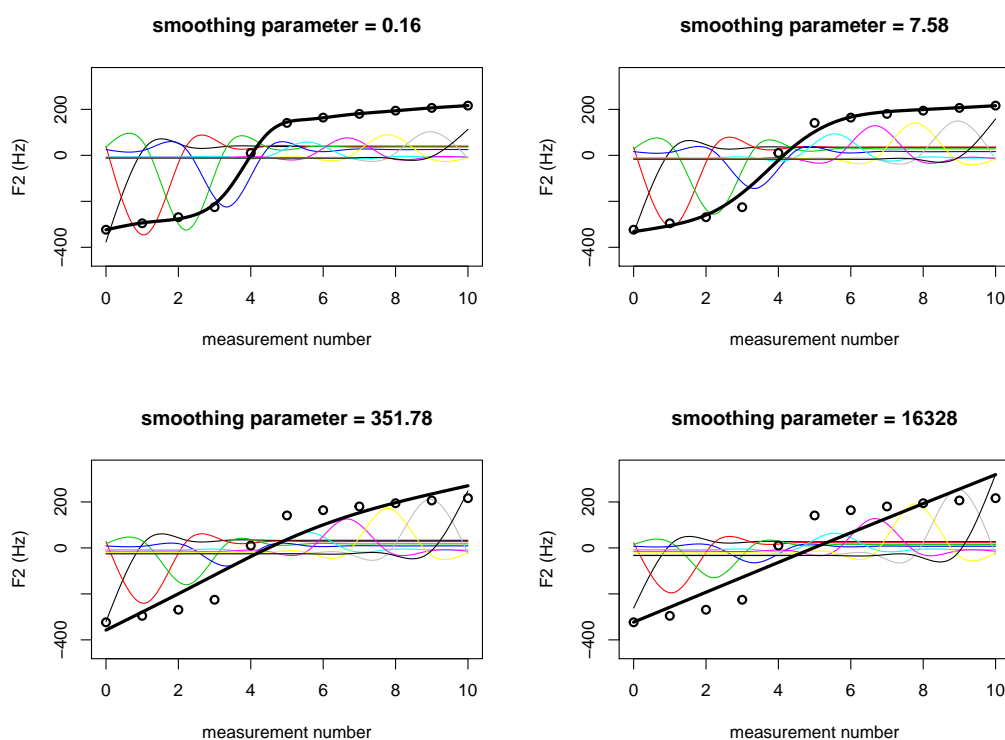 smoothing parameter = 0.16
F2 (Hz)
200
0
−400
0 2 4 6 8 10
measurement number
smoothing parameter = 7.58
F2 (Hz)
200
0
−400
0 2 4 6 8 10
measurement number
smoothing parameter = 351.78
F2 (Hz)
200
0
−400
0 2 4 6 8 10
measurement number
smoothing parameter = 16328
F2 (Hz)
200
0
−400
0 2 4 6 8 10
measurement number